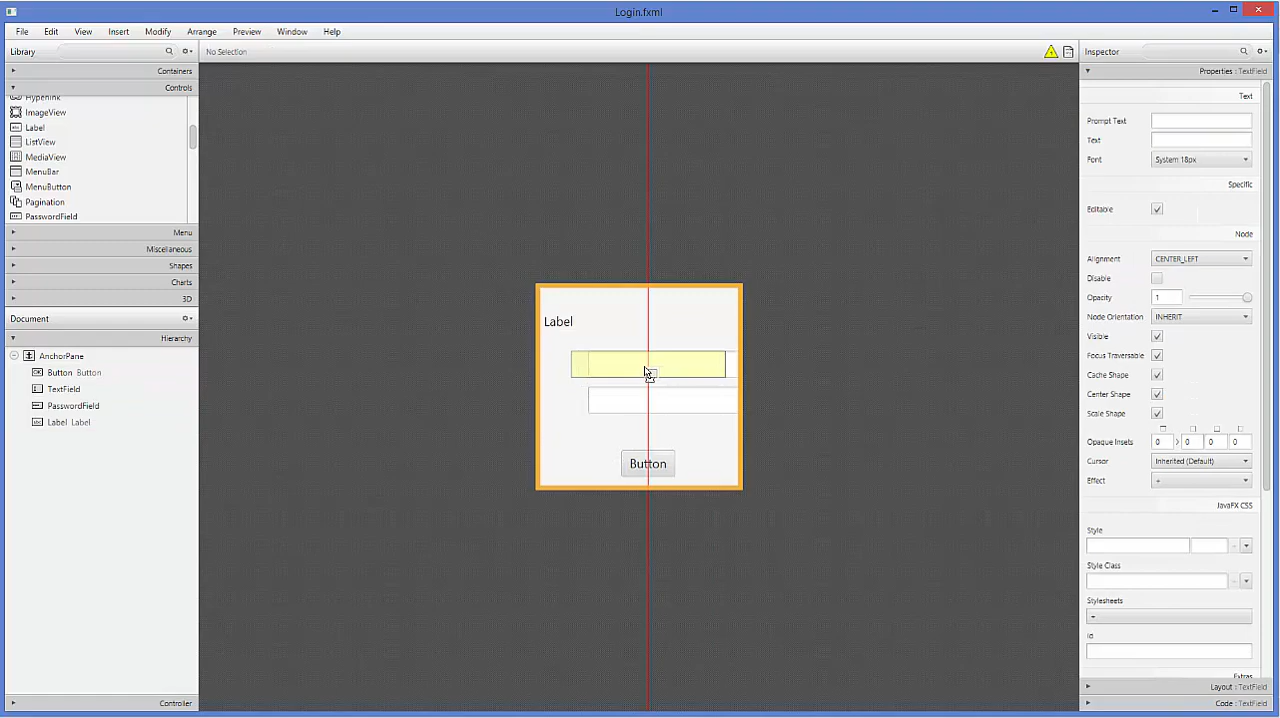 Login.fxml
File Edit View Insert Modify Arrange Preview Window Help
Library
No Selection
Inspector
Containers
Controls
Hyperlink
ImageView
Label
ListView
MediaView
MenuBar
MenuButton
Pagination
PasswordField
Menu
Miscellaneous
Shapes
Charts
3D
Document
Hierarchy
AnchorPane
Button Button
TextField
PasswordField
Label Label
Controller
Label
Button
Properties : TextField
Text
Prompt Text
Text
Font System 18px
Specific
Editable
Node
Alignment CENTER_LEFT
Disable
Opacity 1
Node Orientation INHERIT
Visible
Focus Traversable
Cache Shape
Center Shape
Scale Shape
Opaque Insets 0 0 0 0
Cursor Inherited (Default)
Effect +
JavaFX CSS
Style
Style Class
Stylesheets
Id
Extras
Layout : TextField
Code : TextField